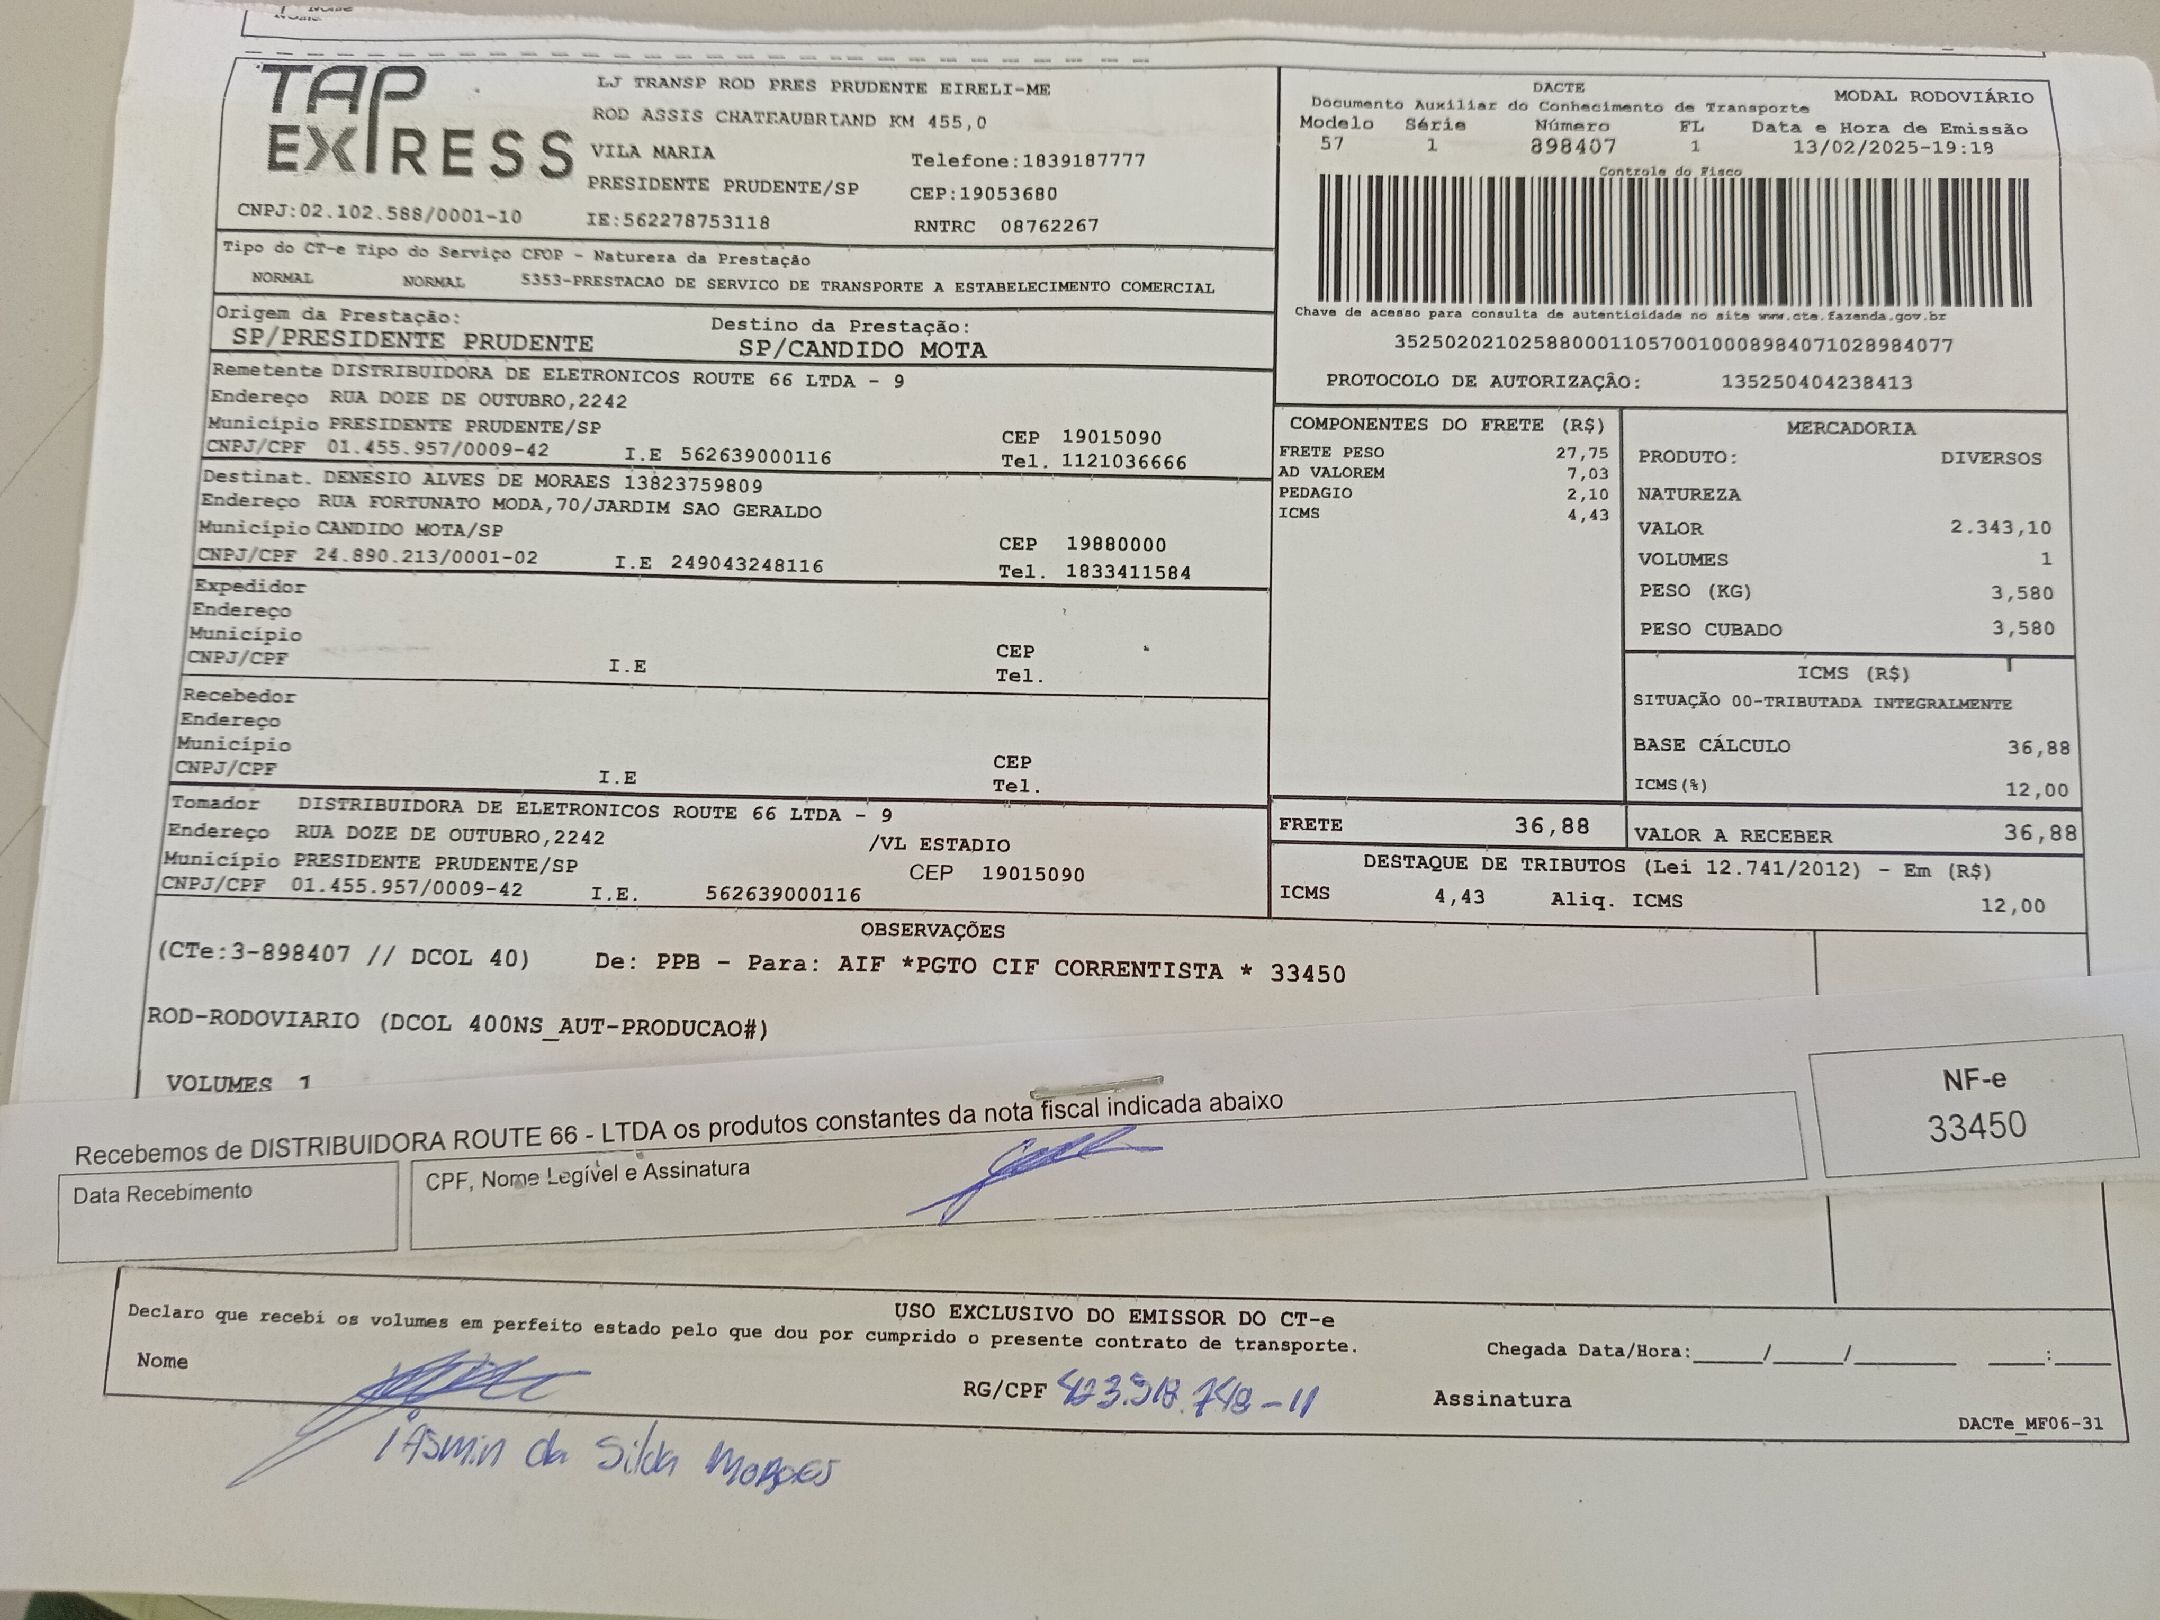 Nome
TAP EXPRESS
LJ TRANSP ROD PRES PRUDENTE EIRELI-ME
ROD ASSIS CHATEAUBRIAND KM 455,0
VILA MARIA Telefone:1839187777
PRESIDENTE PRUDENTE/SP CEP:19053680
CNPJ:02.102.588/0001-10 IE:562278753118 RNTRC 08762267
DACTE MODAL RODOVIÁRIO
Documento Auxiliar do Conhecimento de Transporte
Modelo Série Número FL Data e Hora de Emissão
57 1 898407 1 13/02/2025-19:18
Controle do Fisco
Chave de acesso para consulta de autenticidade no site www.cte.fazenda.gov.br
35250202102588000110570010008984071028984077
PROTOCOLO DE AUTORIZAÇÃO: 135250404238413
Tipo do CT-e Tipo do Serviço CFOP - Natureza da Prestação
NORMAL NORMAL 5353-PRESTACAO DE SERVICO DE TRANSPORTE A ESTABELECIMENTO COMERCIAL
Origem da Prestação: Destino da Prestação:
SP/PRESIDENTE PRUDENTE SP/CANDIDO MOTA
Remetente DISTRIBUIDORA DE ELETRONICOS ROUTE 66 LTDA - 9
Endereço RUA DOZE DE OUTUBRO,2242
Município PRESIDENTE PRUDENTE/SP CEP 19015090
CNPJ/CPF 01.455.957/0009-42 I.E 562639000116 Tel. 1121036666
Destinat. DENESIO ALVES DE MORAES 13823759809
Endereço RUA FORTUNATO MODA,70/JARDIM SAO GERALDO
Município CANDIDO MOTA/SP CEP 19880000
CNPJ/CPF 24.890.213/0001-02 I.E 249043248116 Tel. 1833411584
Expedidor
Endereço
Município CEP
CNPJ/CPF I.E Tel.
Recebedor
Endereço
Município CEP
CNPJ/CPF I.E Tel.
Tomador DISTRIBUIDORA DE ELETRONICOS ROUTE 66 LTDA - 9
Endereço RUA DOZE DE OUTUBRO,2242 /VL ESTADIO
Município PRESIDENTE PRUDENTE/SP CEP 19015090
CNPJ/CPF 01.455.957/0009-42 I.E. 562639000116
COMPONENTES DO FRETE (R$)
FRETE PESO 27,75
AD VALOREM 7,03
PEDAGIO 2,10
ICMS 4,43
MERCADORIA
PRODUTO: DIVERSOS
NATUREZA
VALOR 2.343,10
VOLUMES 1
PESO (KG) 3,580
PESO CUBADO 3,580
ICMS (R$)
SITUAÇÃO 00-TRIBUTADA INTEGRALMENTE
BASE CÁLCULO 36,88
ICMS(%) 12,00
FRETE 36,88 VALOR A RECEBER 36,88
DESTAQUE DE TRIBUTOS (Lei 12.741/2012) - Em (R$)
ICMS 4,43 Aliq. ICMS 12,00
OBSERVAÇÕES
(CTe:3-898407 // DCOL 40) De: PPB - Para: AIF *PGTO CIF CORRENTISTA * 33450
ROD-RODOVIARIO (DCOL 400NS_AUT-PRODUCAO#)
VOLUMES 1
Recebemos de DISTRIBUIDORA ROUTE 66 - LTDA os produtos constantes da nota fiscal indicada abaixo
Data Recebimento CPF, Nome Legível e Assinatura
NF-e
33450
USO EXCLUSIVO DO EMISSOR DO CT-e
Declaro que recebi os volumes em perfeito estado pelo que dou por cumprido o presente contrato de transporte.
Chegada Data/Hora:_____/_____/________ ____:____
Nome RG/CPF 423.518.748-11 Assinatura
DACTe_MF06-31
iAsmin da Silva Moraes